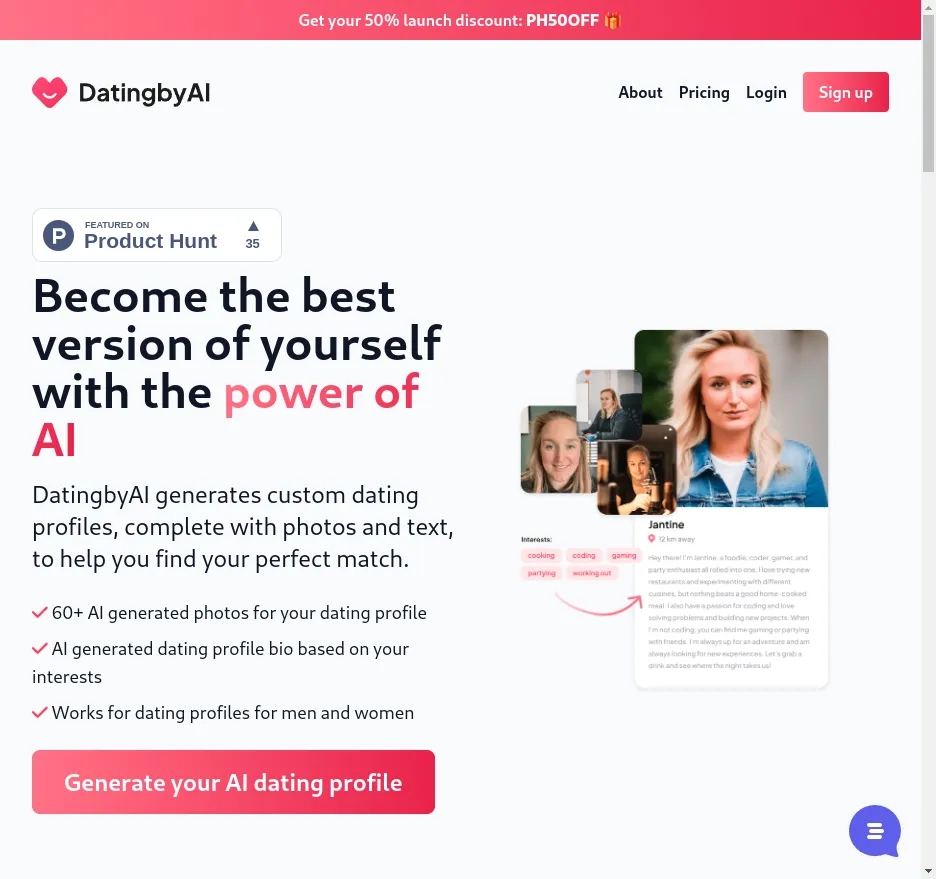 Get your 50% launch discount: PH50OFF 🎁
DatingbyAI
About
Pricing
Login
Sign up
P
FEATURED ON
Product Hunt
▲
35
Become the best
version of yourself
with the power of
AI
DatingbyAI generates custom dating
profiles, complete with photos and text,
to help you find your perfect match.
60+ AI generated photos for your dating profile
AI generated dating profile bio based on your
interests
Works for dating profiles for men and women
Generate your AI dating profile
Interests:
cooking
coding
gaming
partying
working out
Jantine
12 km away
Hey there! I'm Jantine, a foodie, coder, gamer, and
party enthusiast all rolled into one. I love trying new
restaurants and experimenting with different
cuisines, but nothing beats a good home-cooked
meal. I also have a passion for coding and love
solving problems and building new projects. When
I'm not coding, you can find me gaming or partying
with friends. I'm always up for an adventure and am
always looking for new experiences. Let's grab a
drink and see where the night takes us!